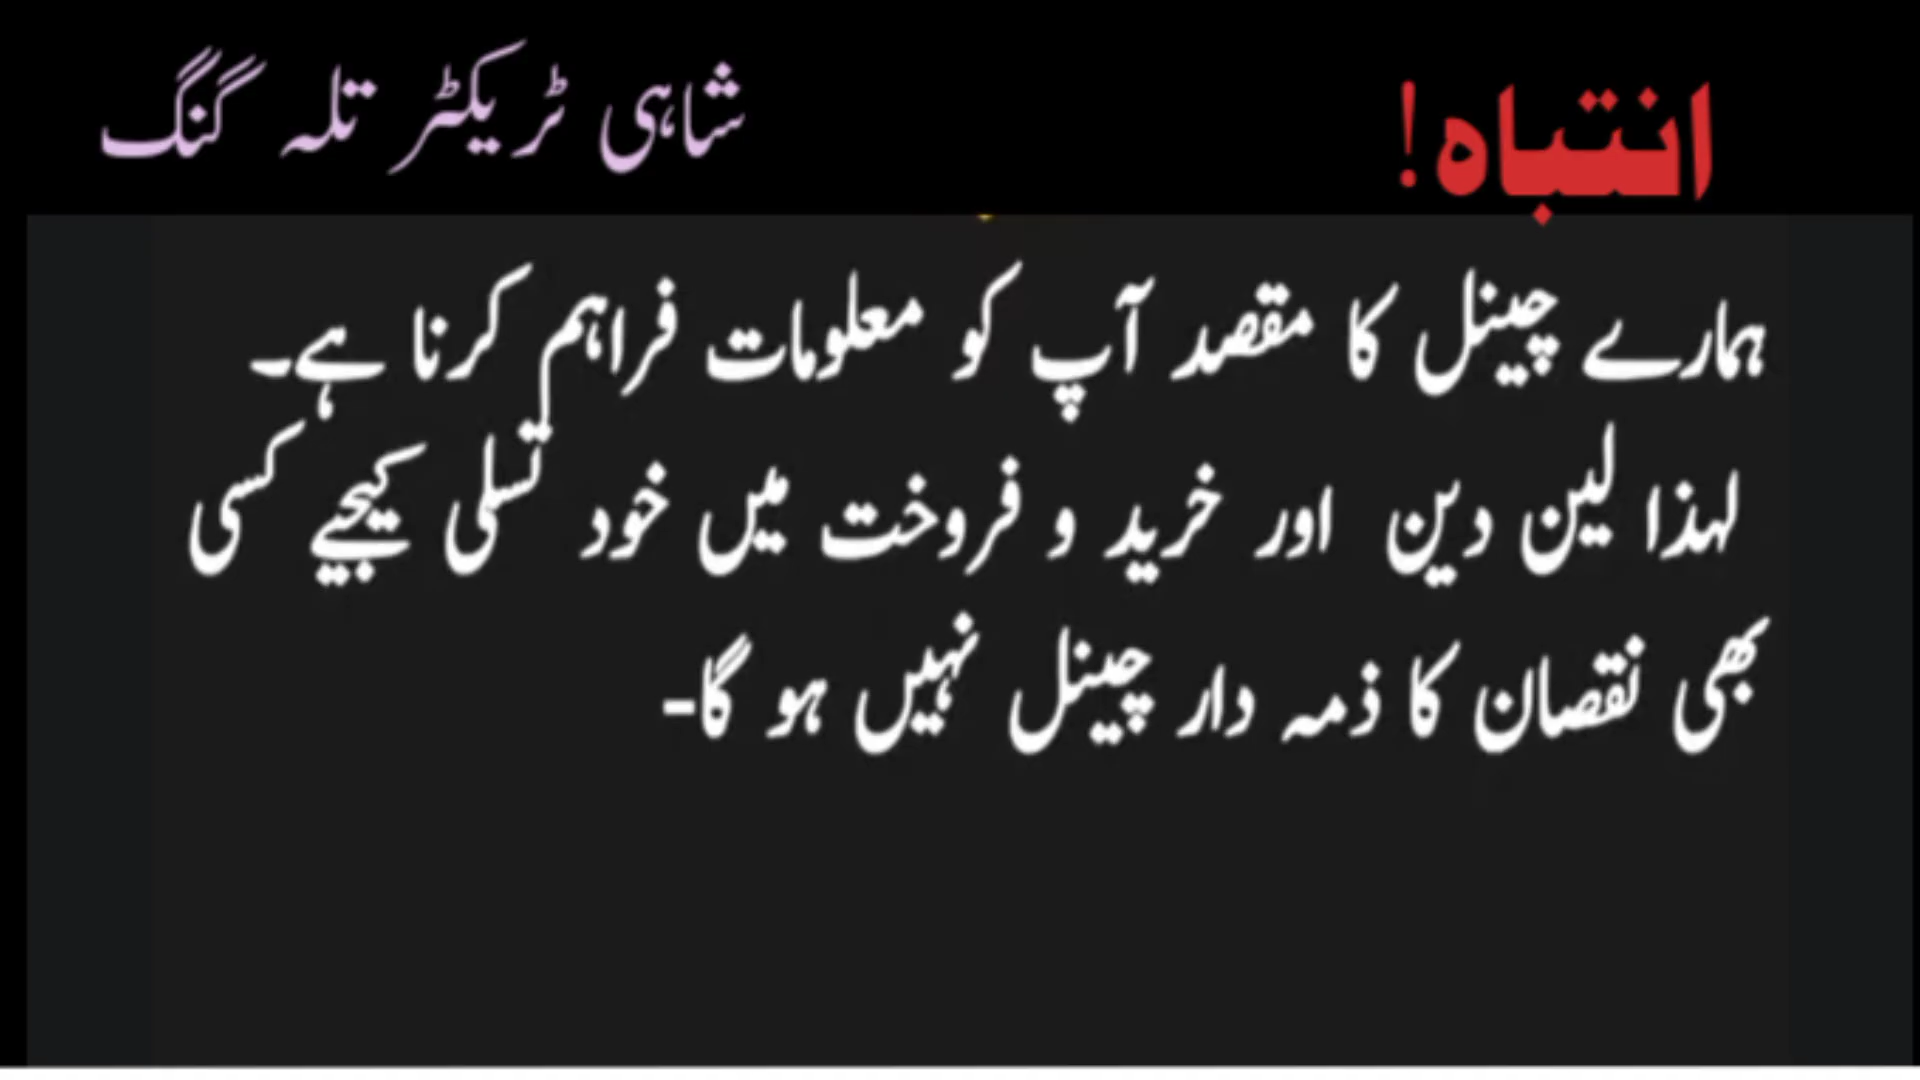 انتباہ!
شاہی ٹریکٹر تلہ گنگ
ہمارے چینل کا مقصد آپ کو معلومات فراہم کرنا ہے۔
لہذا لین دین اور خرید و فروخت میں خود تسلی کیجیے کسی
بھی نقصان کا ذمہ دار چینل نہیں ہو گا-